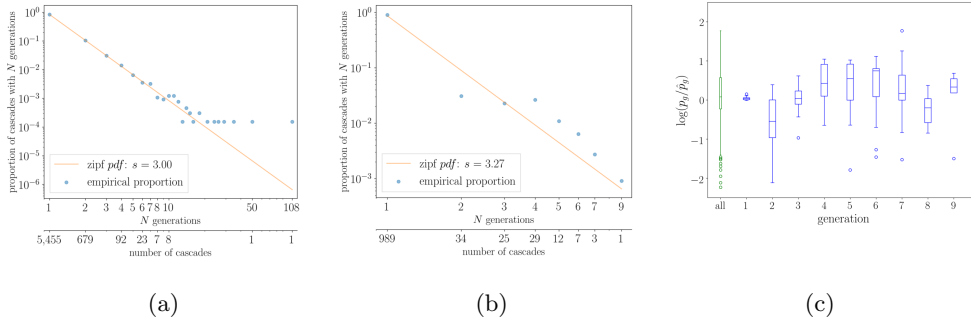 proportion of cascades with N generations
10^0
10^-1
10^-2
10^-3
10^-4
10^-5
10^-6
zipf pdf: s = 3.00
empirical proportion
1 2 3 4 5 6 7 8 10 50 108
N generations
5,455 679 92 23 7 8 1 1
number of cascades
(a)
proportion of cascades with N generations
10^0
10^-1
10^-2
10^-3
zipf pdf: s = 3.27
empirical proportion
1 2 3 4 5 6 7 9
N generations
989 34 25 29 12 7 3 1
number of cascades
(b)
log(p_g/p̂_g)
2
1
0
-1
-2
all 1 2 3 4 5 6 7 8 9
generation
(c)